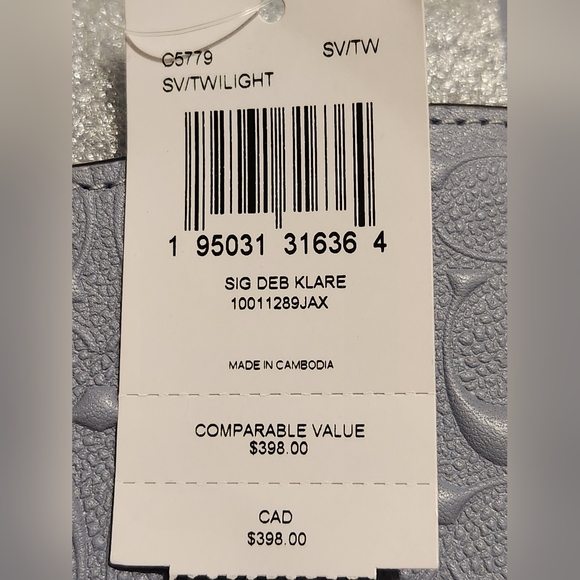 C5779 SV/TW
SV/TWILIGHT
1 95031 31636 4
SIG DEB KLARE
10011289JAX
MADE IN CAMBODIA
COMPARABLE VALUE
$398.00
CAD
$398.00